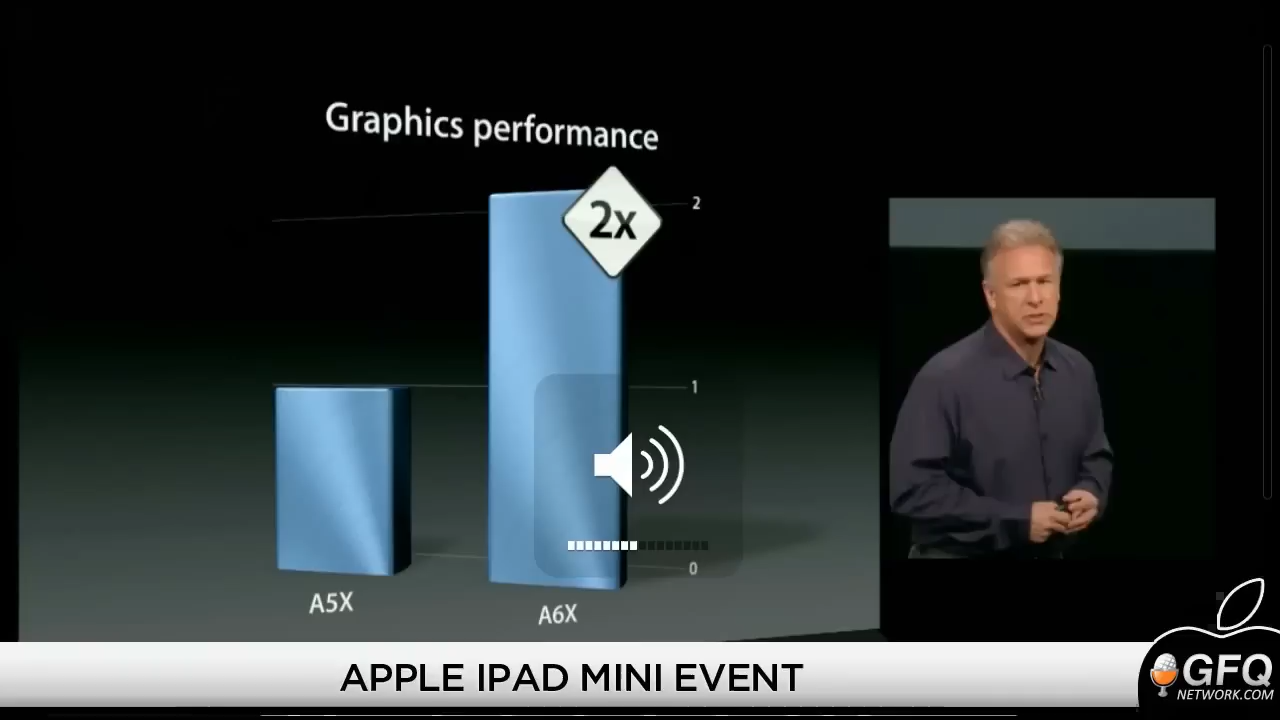 Graphics performance
2x
2
1
0
A5X
A6X
APPLE IPAD MINI EVENT
GFQ
NETWORK.COM